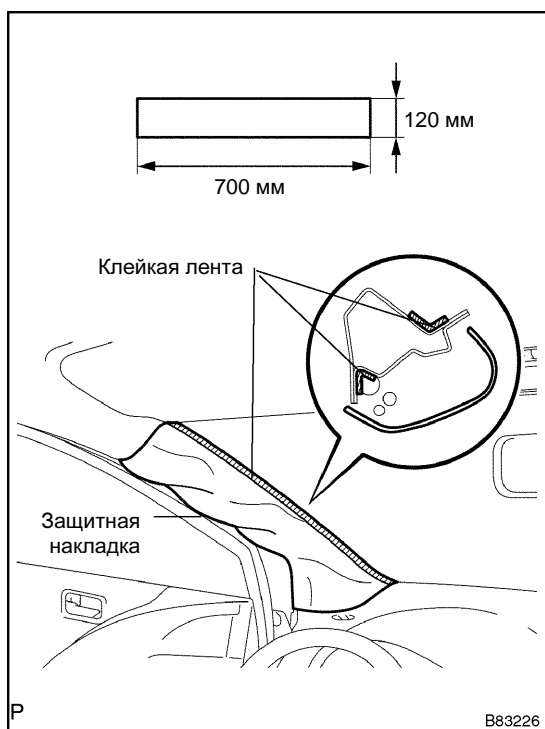 120 мм
700 мм
Клейкая лента
Защитная
накладка
P
B83226